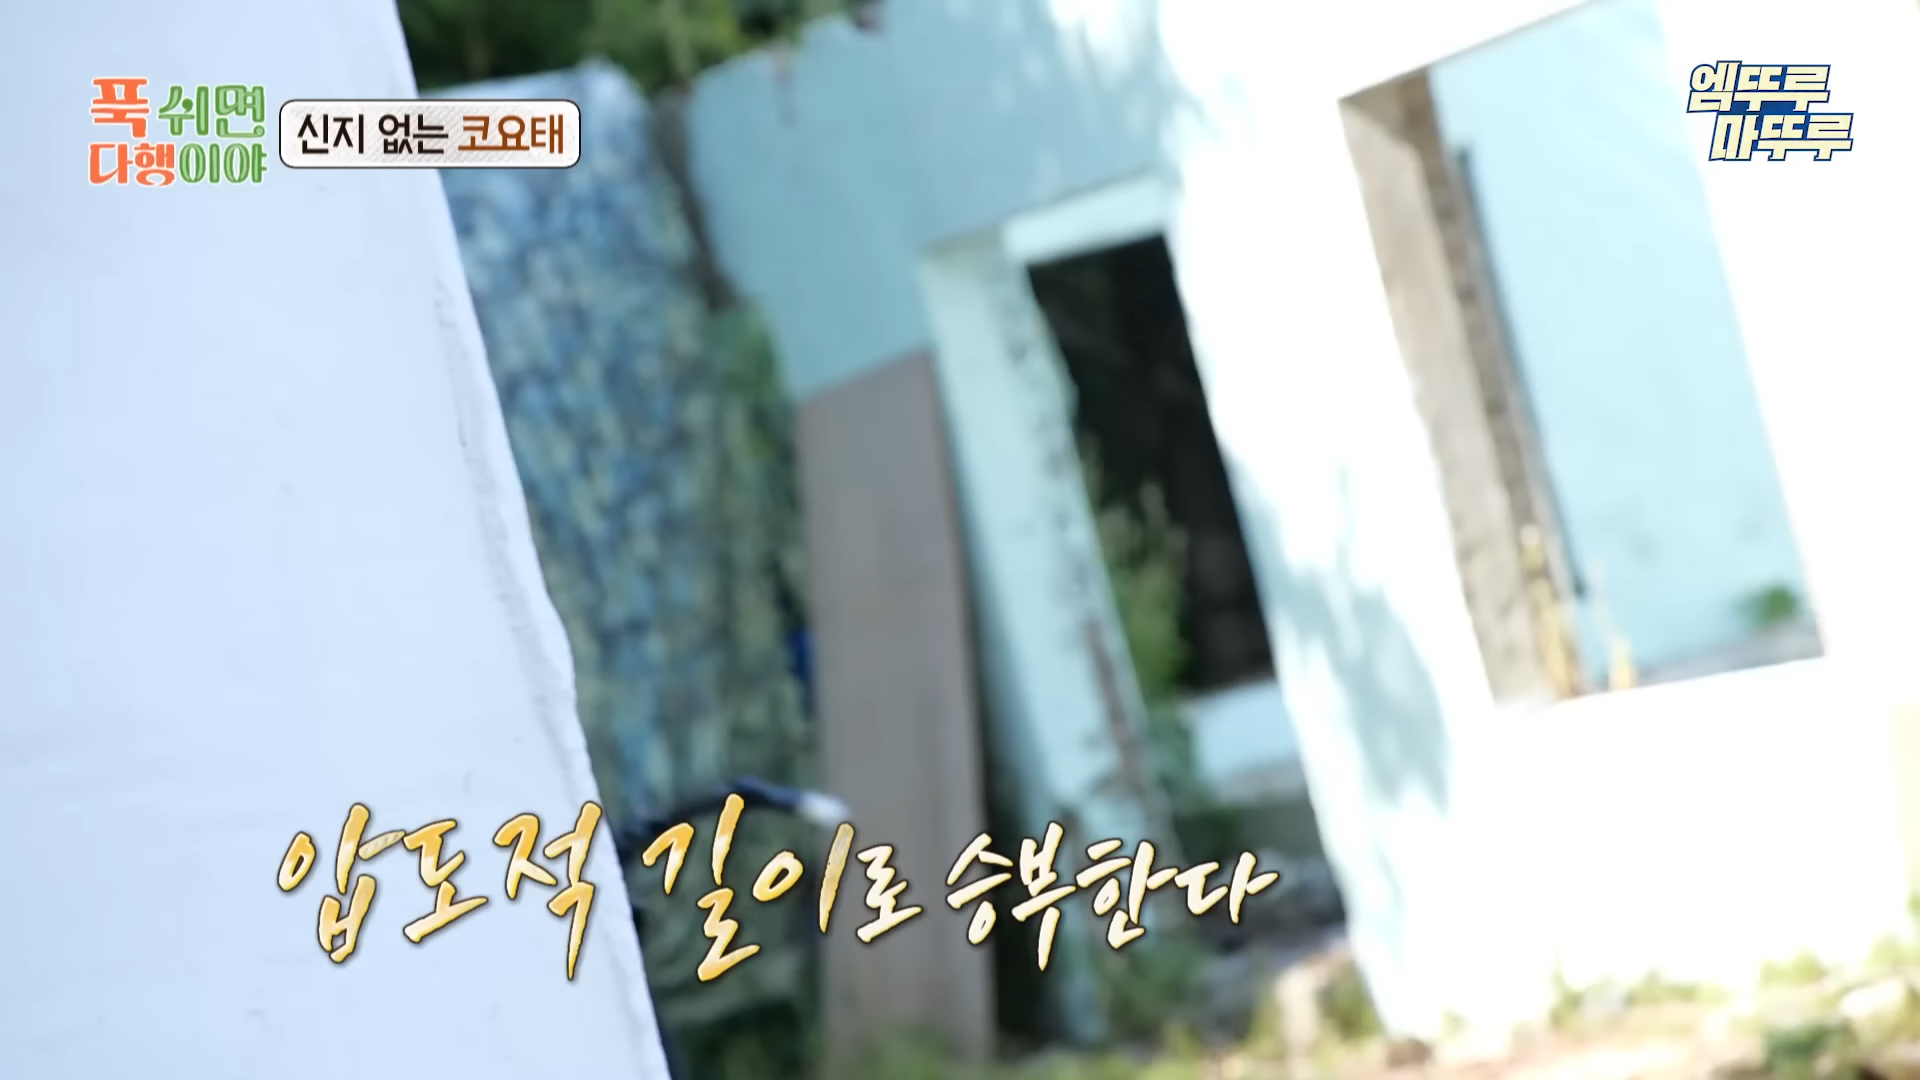 푹 쉬면
다행이야
신지 없는 코요태
엠뚜루
마뚜루
압도적 길이로 승부한다